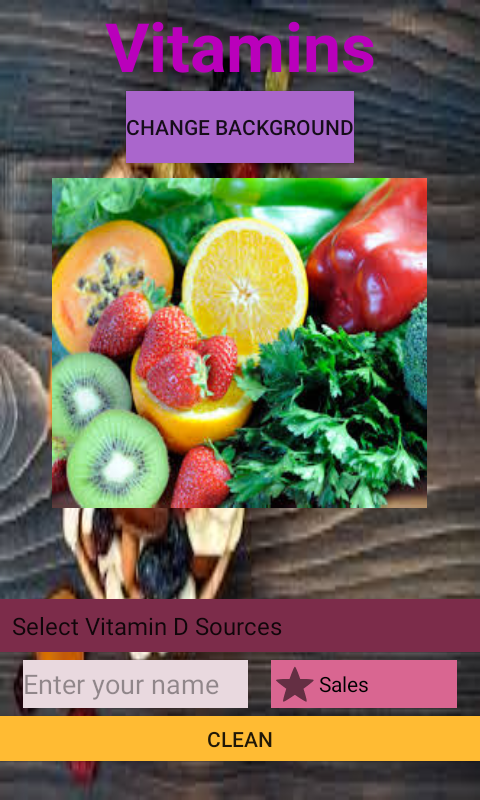 Vitamins
CHANGE BACKGROUND
Select Vitamin D Sources
Enter your name
Sales
CLEAN